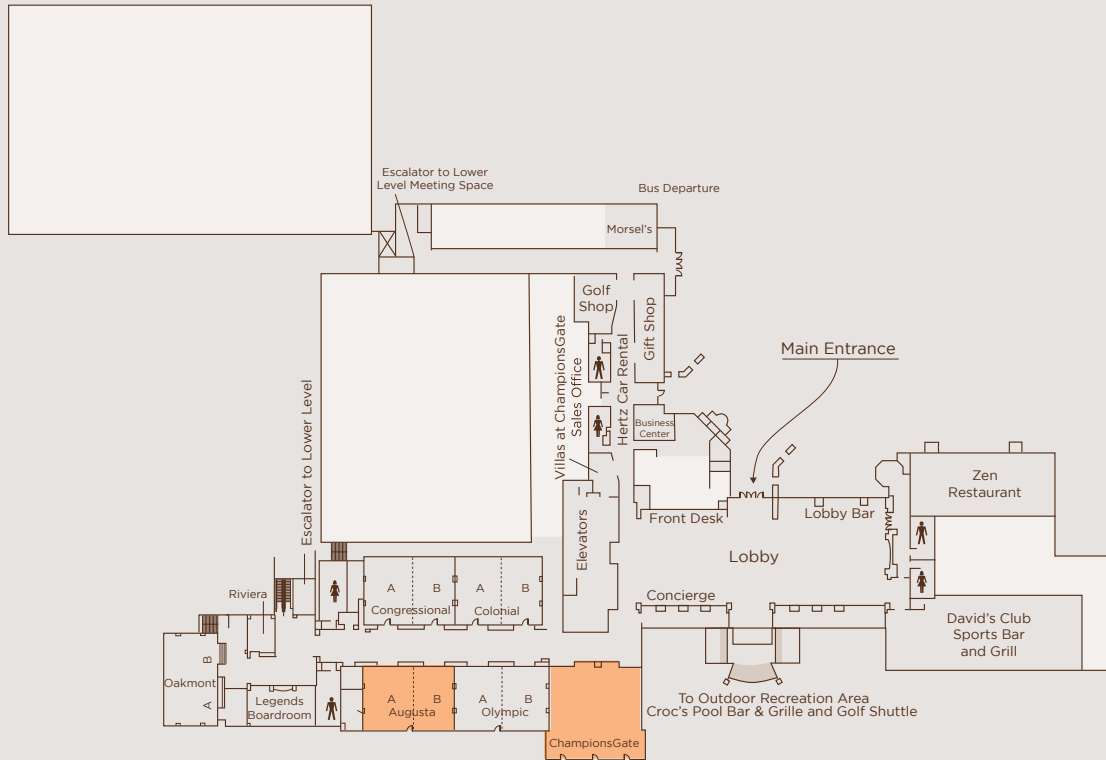 Escalator to Lower
Level Meeting Space
Bus Departure
Morsel's
Golf
Shop
Gift Shop
Main Entrance
Villas at ChampionsGate
Sales Office
Hertz Car Rental
Business
Center
Escalator to Lower Level
Elevators
Front Desk
Lobby Bar
Zen
Restaurant
Lobby
Concierge
David's Club
Sports Bar
and Grill
Riviera
A
B
Congressional
A
B
Colonial
B
Oakmont
A
Legends
Boardroom
A
B
Augusta
A
B
Olympic
ChampionsGate
To Outdoor Recreation Area
Croc's Pool Bar & Grille and Golf Shuttle